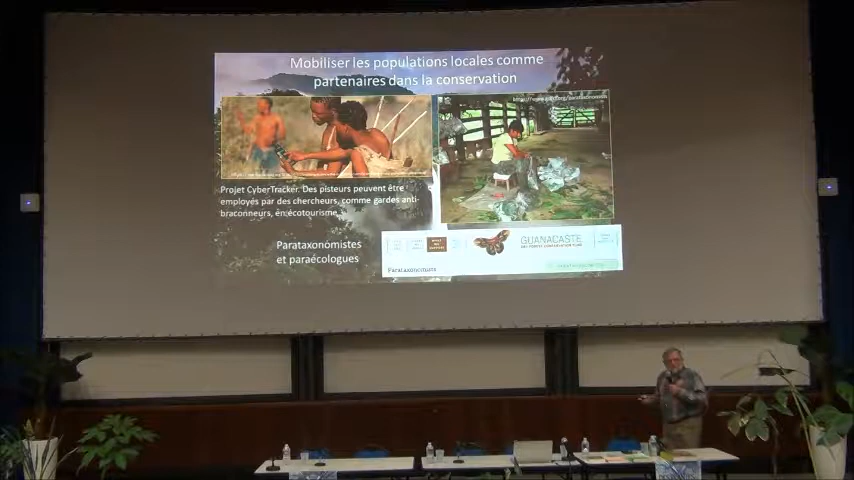 Mobiliser les populations locales comme
partenaires dans la conservation
Projet CyberTracker. Des pisteurs peuvent être
employés par des chercheurs, comme gardes anti-
braconniers, en écotourisme
Parataxonomistes
et paraécologues
GUANACASTE
Parataxonomists